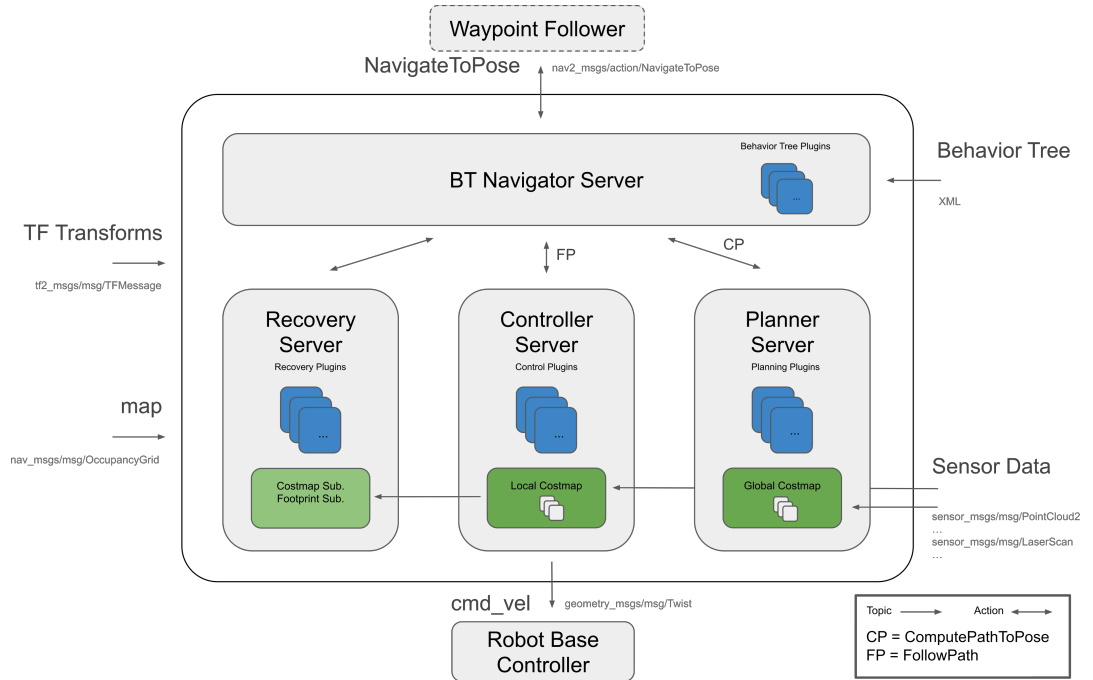 Waypoint Follower
NavigateToPose
nav2_msgs/action/NavigateToPose
Behavior Tree Plugins
BT Navigator Server
...
Behavior Tree
XML
TF Transforms
tf2_msgs/msg/TFMessage
FP
CP
Recovery
Server
Recovery Plugins
...
Costmap Sub.
Footprint Sub.
Controller
Server
Control Plugins
...
Local Costmap
Planner
Server
Planning Plugins
...
Global Costmap
map
nav_msgs/msg/OccupancyGrid
Sensor Data
sensor_msgs/msg/PointCloud2
...
sensor_msgs/msg/LaserScan
...
cmd_vel
geometry_msgs/msg/Twist
Robot Base
Controller
Topic
Action
CP = ComputePathToPose
FP = FollowPath